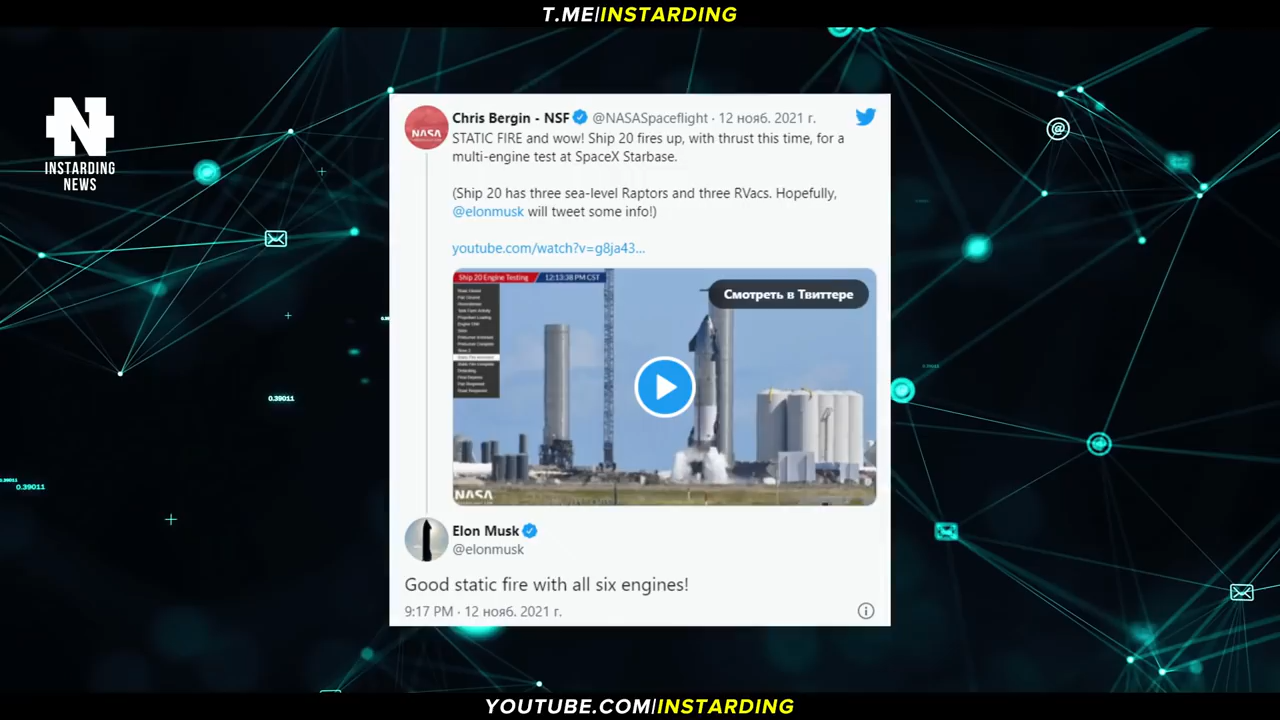 T.ME|INSTARDING
INSTARDING
NEWS
Chris Bergin - NSF @NASASpaceflight · 12 нояб. 2021 г.
STATIC FIRE and wow! Ship 20 fires up, with thrust this time, for a
multi-engine test at SpaceX Starbase.
(Ship 20 has three sea-level Raptors and three RVacs. Hopefully,
@elonmusk will tweet some info!)
youtube.com/watch?v=g8ja43...
Ship 20 Engine Testing 12:13:38 PM CST
Смотреть в Твиттере
NASA
Elon Musk
@elonmusk
Good static fire with all six engines!
9:17 PM · 12 нояб. 2021 г.
0.39011
0.39011
YOUTUBE.COM|INSTARDING